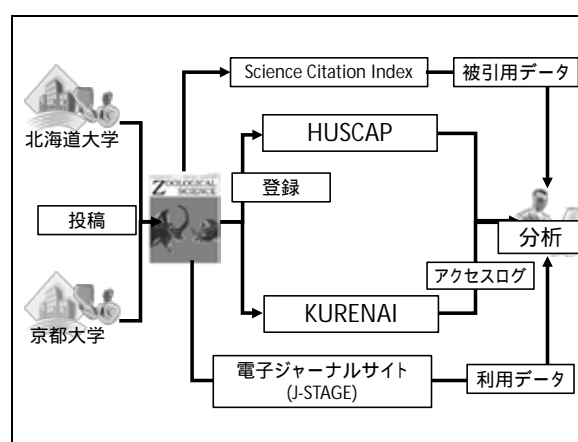 Science Citation Index
被引用データ
北海道大学
HUSCAP
ZOOLOGICAL
SCIENCE
登録
投稿
分析
アクセスログ
京都大学
KURENAI
電子ジャーナルサイト
(J-STAGE)
利用データ